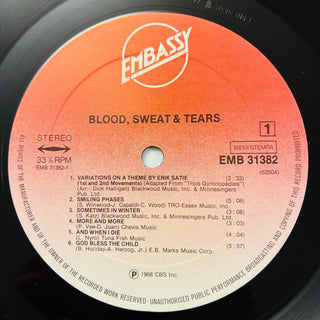 EMBASSY
BLOOD, SWEAT & TEARS
STEREO
33⅓ RPM
EMB 31382-1
1
BIEM/STEMRA
EMB 31382
(63504)
1. VARIATIONS ON A THEME BY ERIK SATIE (2:33)
(1st and 2nd Movements) (Adapted From "Trois Gymnopedies")
(Arr.: Dick Halligan) Blackwood Music, Inc. & Minnesingers
Pub. Ltd.
2. SMILING PHASES (5:08)
(S. Winwood-J. Capaldi-C. Wood) TRO-Essex Music, Inc.
3. SOMETIMES IN WINTER (3:08)
(S. Katz) Blackwood Music, Inc., & Minnesingers Pub. Ltd.
4. MORE AND MORE (3:04)
(P. Vee-D. Juan) Chevis Music
5. AND WHEN I DIE (4:04)
(L. Nyro) Tuna Fish Music
6. GOD BLESS THE CHILD (5:57)
(B. Holiday-A. Herzog, Jr.) E.B. Marks Music Corp.
Ⓟ 1968 CBS Inc.
ALL RIGHTS OF THE MANUFACTURER AND OF THE OWNER OF THE RECORDED WORK RESERVED · UNAUTHORISED PUBLIC PERFORMANCE BROADCASTING AND COPYING OF THIS RECORD PROHIBITED